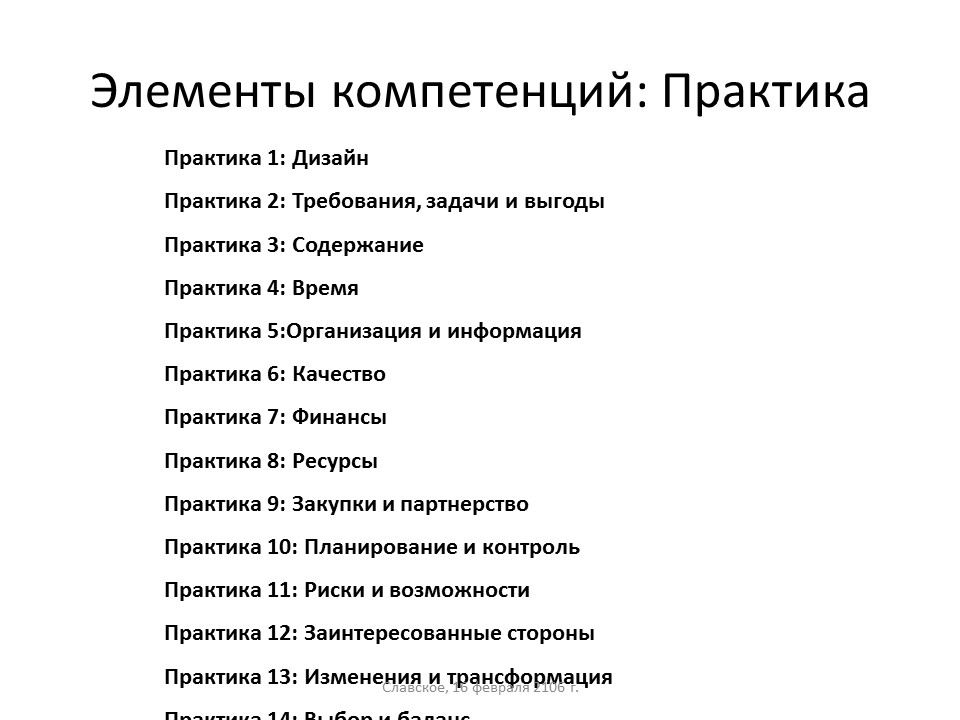 Элементы компетенций: Практика
Практика 1: Дизайн
Практика 2: Требования, задачи и выгоды
Практика 3: Содержание
Практика 4: Время
Практика 5:Организация и информация
Практика 6: Качество
Практика 7: Финансы
Практика 8: Ресурсы
Практика 9: Закупки и партнерство
Практика 10: Планирование и контроль
Практика 11: Риски и возможности
Практика 12: Заинтересованные стороны
Практика 13: Изменения и трансформация
Славское, 16 февраля 2106 г.
Практика 14: Выбор и баланс